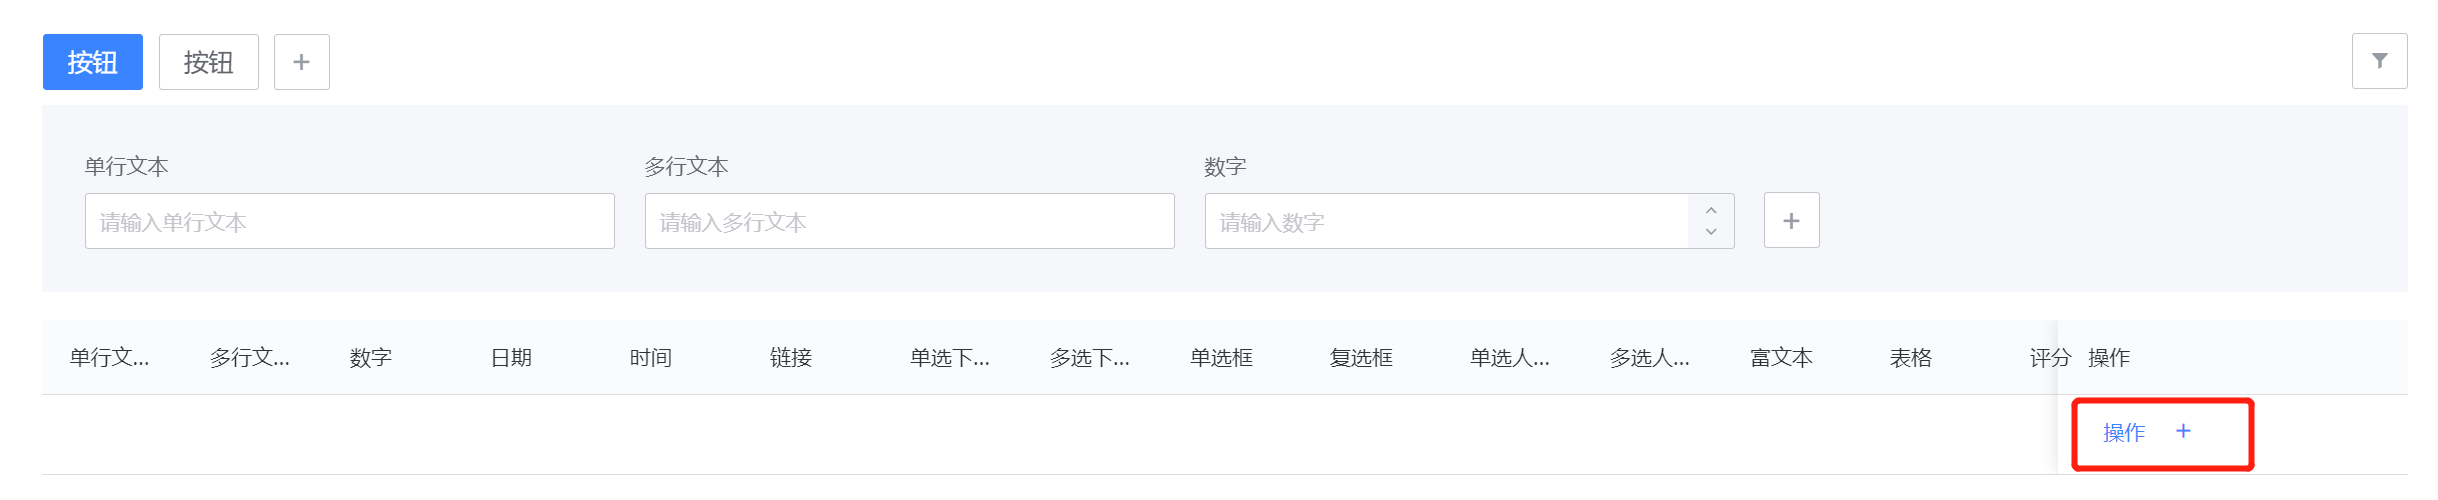 按钮 按钮 +
单行文本 多行文本 数字
请输入单行文本 请输入多行文本 请输入数字 +
单行文... 多行文... 数字 日期 时间 链接 单选下... 多选下... 单选框 复选框 单选人... 多选人... 富文本 表格 评分 操作
操作 +